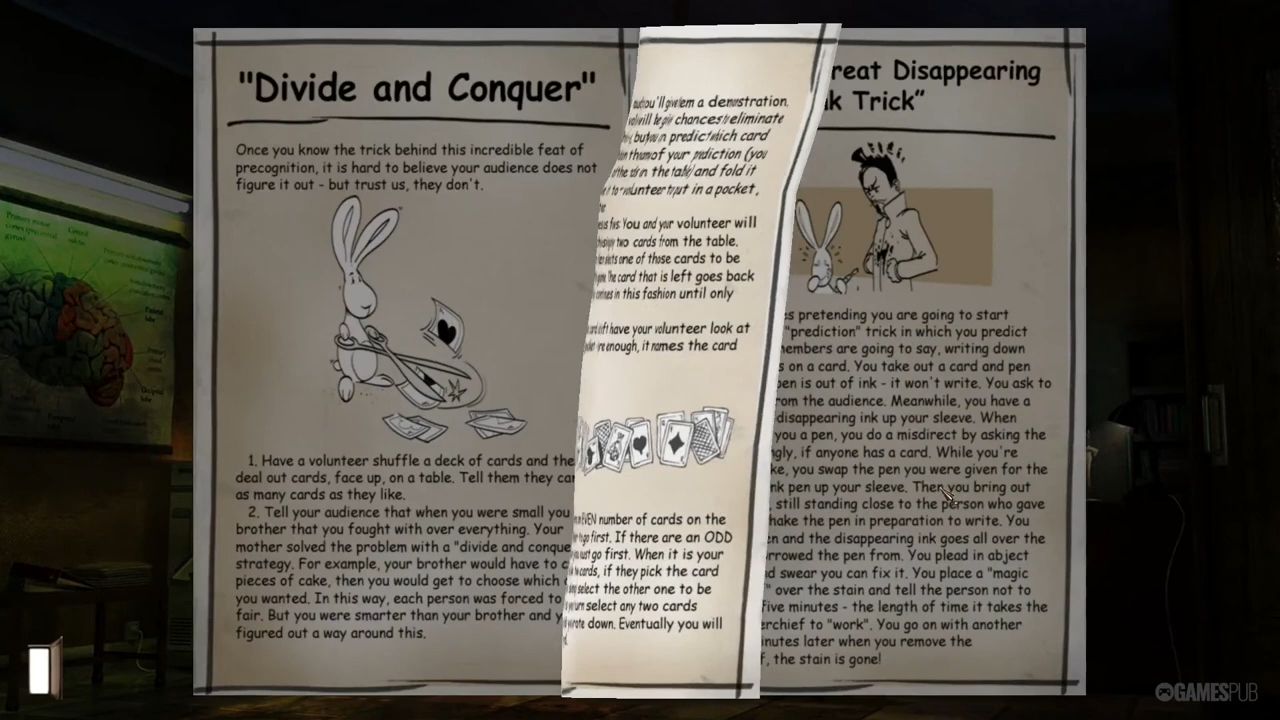 "Divide and Conquer"
Once you know the trick behind this incredible feat of
precognition, it is hard to believe your audience does not
figure it out - but trust us, they don't.
1. Have a volunteer shuffle a deck of cards and the
deal out cards, face up, on a table. Tell them they can
as many cards as they like.
2. Tell your audience that when you were small you
brother that you fought with over everything. Your
mother solved the problem with a "divide and conque
strategy. For example, your brother would have to c
pieces of cake, then you would get to choose which
you wanted. In this way, each person was forced to
fair. But you were smarter than your brother and y
figured out a way around this.
you'll give a demonstration.
will be chances eliminate
predict which card
of your prediction (you
the table) and fold it
volunteer put in a pocket,
You and your volunteer will
two cards from the table.
one of those cards to be
The card that is left goes back
in this fashion until only
have your volunteer look at
enough, it names the card
EVEN number of cards on the
go first. If there are an ODD
must go first. When it is your
cards, if they pick the card
select the other one to be
turn select any two cards
wrote down. Eventually you will
reat Disappearing
k Trick"
s pretending you are going to start
"prediction" trick in which you predict
members are going to say, writing down
s on a card. You take out a card and pen
pen is out of ink - it won't write. You ask to
rom the audience. Meanwhile, you have a
disappearing ink up your sleeve. When
you a pen, you do a misdirect by asking the
gly, if anyone has a card. While you're
ke, you swap the pen you were given for the
nk pen up your sleeve. Then you bring out
, still standing close to the person who gave
hake the pen in preparation to write. You
en and the disappearing ink goes all over the
rrowed the pen from. You plead in abject
d swear you can fix it. You place a "magic
" over the stain and tell the person not to
five minutes - the length of time it takes the
erchief to "work". You go on with another
inutes later when you remove the
f, the stain is gone!
GAMESPUB